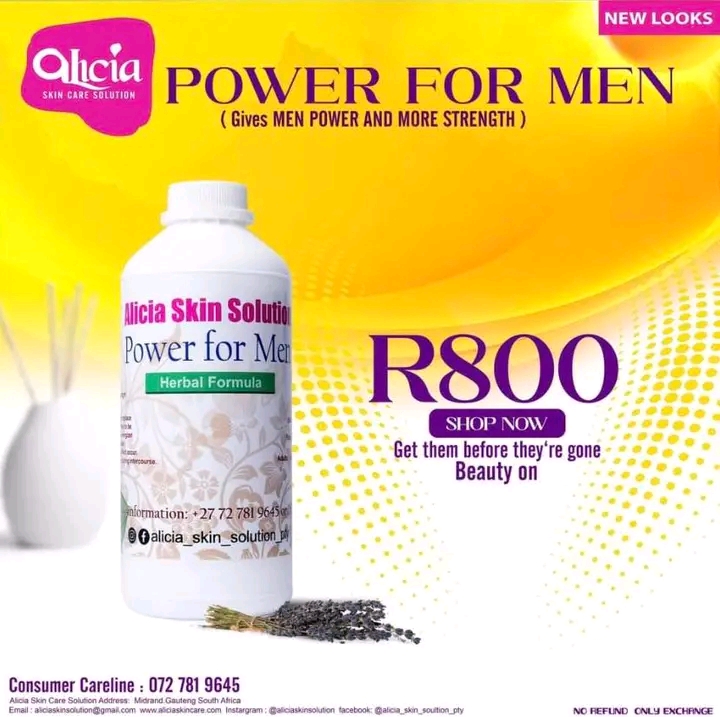 NEW LOOKS
alicia
SKIN CARE SOLUTION
POWER FOR MEN
( Gives MEN POWER AND MORE STRENGTH )
Alicia Skin Solution
Power for Men
Herbal Formula
intercourse.
information: +27 72 781 9645
alicia_skin_solution_pty
R800
SHOP NOW
Get them before they're gone
Beauty on
Consumer Careline : 072 781 9645
Alicia Skin Care Solution Address: Midrand.Gauteng South Africa
Email : aliciaskinsolution@gmail.com www.aliciaskincare.com Instargram : @aliciaskinsolution facebook: @alicia_skin_soultion_pty
NO REFUND ONLY EXCHANGE